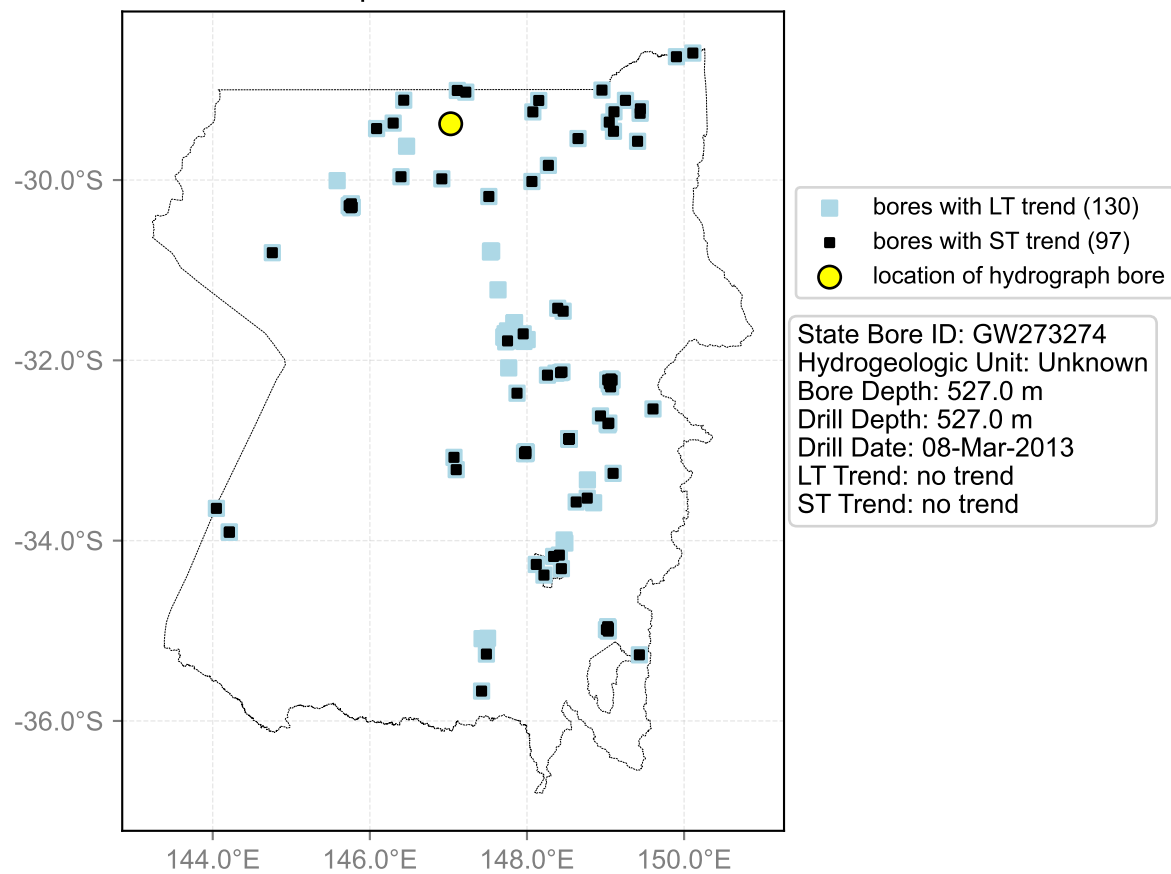 -30.0°S
-32.0°S
-34.0°S
-36.0°S
144.0°E
146.0°E
148.0°E
150.0°E
bores with LT trend (130)
bores with ST trend (97)
location of hydrograph bore
State Bore ID: GW273274
Hydrogeologic Unit: Unknown
Bore Depth: 527.0 m
Drill Depth: 527.0 m
Drill Date: 08-Mar-2013
LT Trend: no trend
ST Trend: no trend